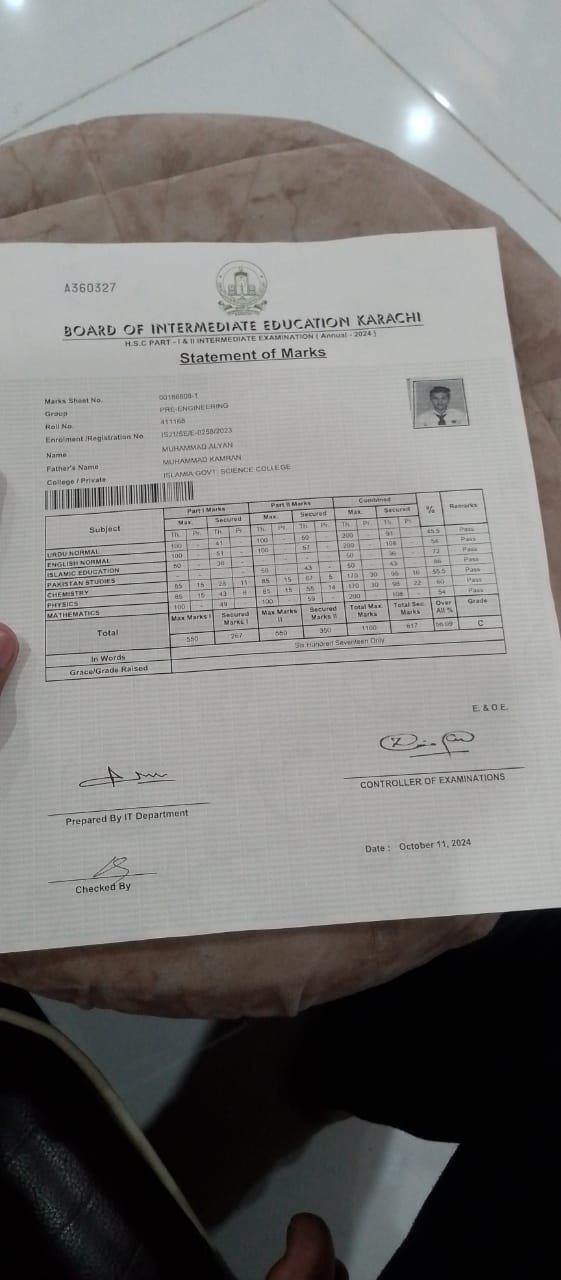 A360327
BOARD OF INTERMEDIATE EDUCATION KARACHI
H.S.C PART - I & II INTERMEDIATE EXAMINATION ( Annual - 2024 )
Statement of Marks
Marks Sheet No. 00186808-1
Group PRE-ENGINEERING
Roll No. 411168
Enrolment /Registration No
Name MUHAMMAD ALYAN
Father's Name MUHAMMAD KAMRAN
College / Private ISLAMIA GOVT. SCIENCE COLLEGE
Subject Part I Marks Part II Marks Combined % Remarks
Max. Secured Max. Secured Max. Secured
Th. Pr. Th. Pr. Th. Pr. Th. Pr. Th. Pr. Th. Pr.
URDU NORMAL 100 - 41 - 100 - 50 - 200 - 91 - 45.5 Pass
ENGLISH NORMAL 100 - 51 - 100 - 57 - 200 - 108 - 54 Pass
ISLAMIC EDUCATION 50 - 36 - - - - - 50 - 36 - 72 Pass
PAKISTAN STUDIES - - - - 50 - 43 - 50 - 43 - 86 Pass
CHEMISTRY 85 15 28 11 85 15 67 5 170 30 95 16 55.5 Pass
PHYSICS 85 15 43 8 85 15 55 14 170 30 98 22 60 Pass
MATHEMATICS 100 - 49 - 100 - 59 - 200 - 108 - 54 Pass
Total Max Marks I Secured Marks I Max Marks II Secured Marks II Total Max. Marks Total Sec. Marks Over All % Grade
550 267 550 350 1100 617 56.09 C
In Words Six Hundred Seventeen Only
Grace/Grade Raised
E. & O.E.
Prepared By IT Department
CONTROLLER OF EXAMINATIONS
Checked By
Date : October 11, 2024